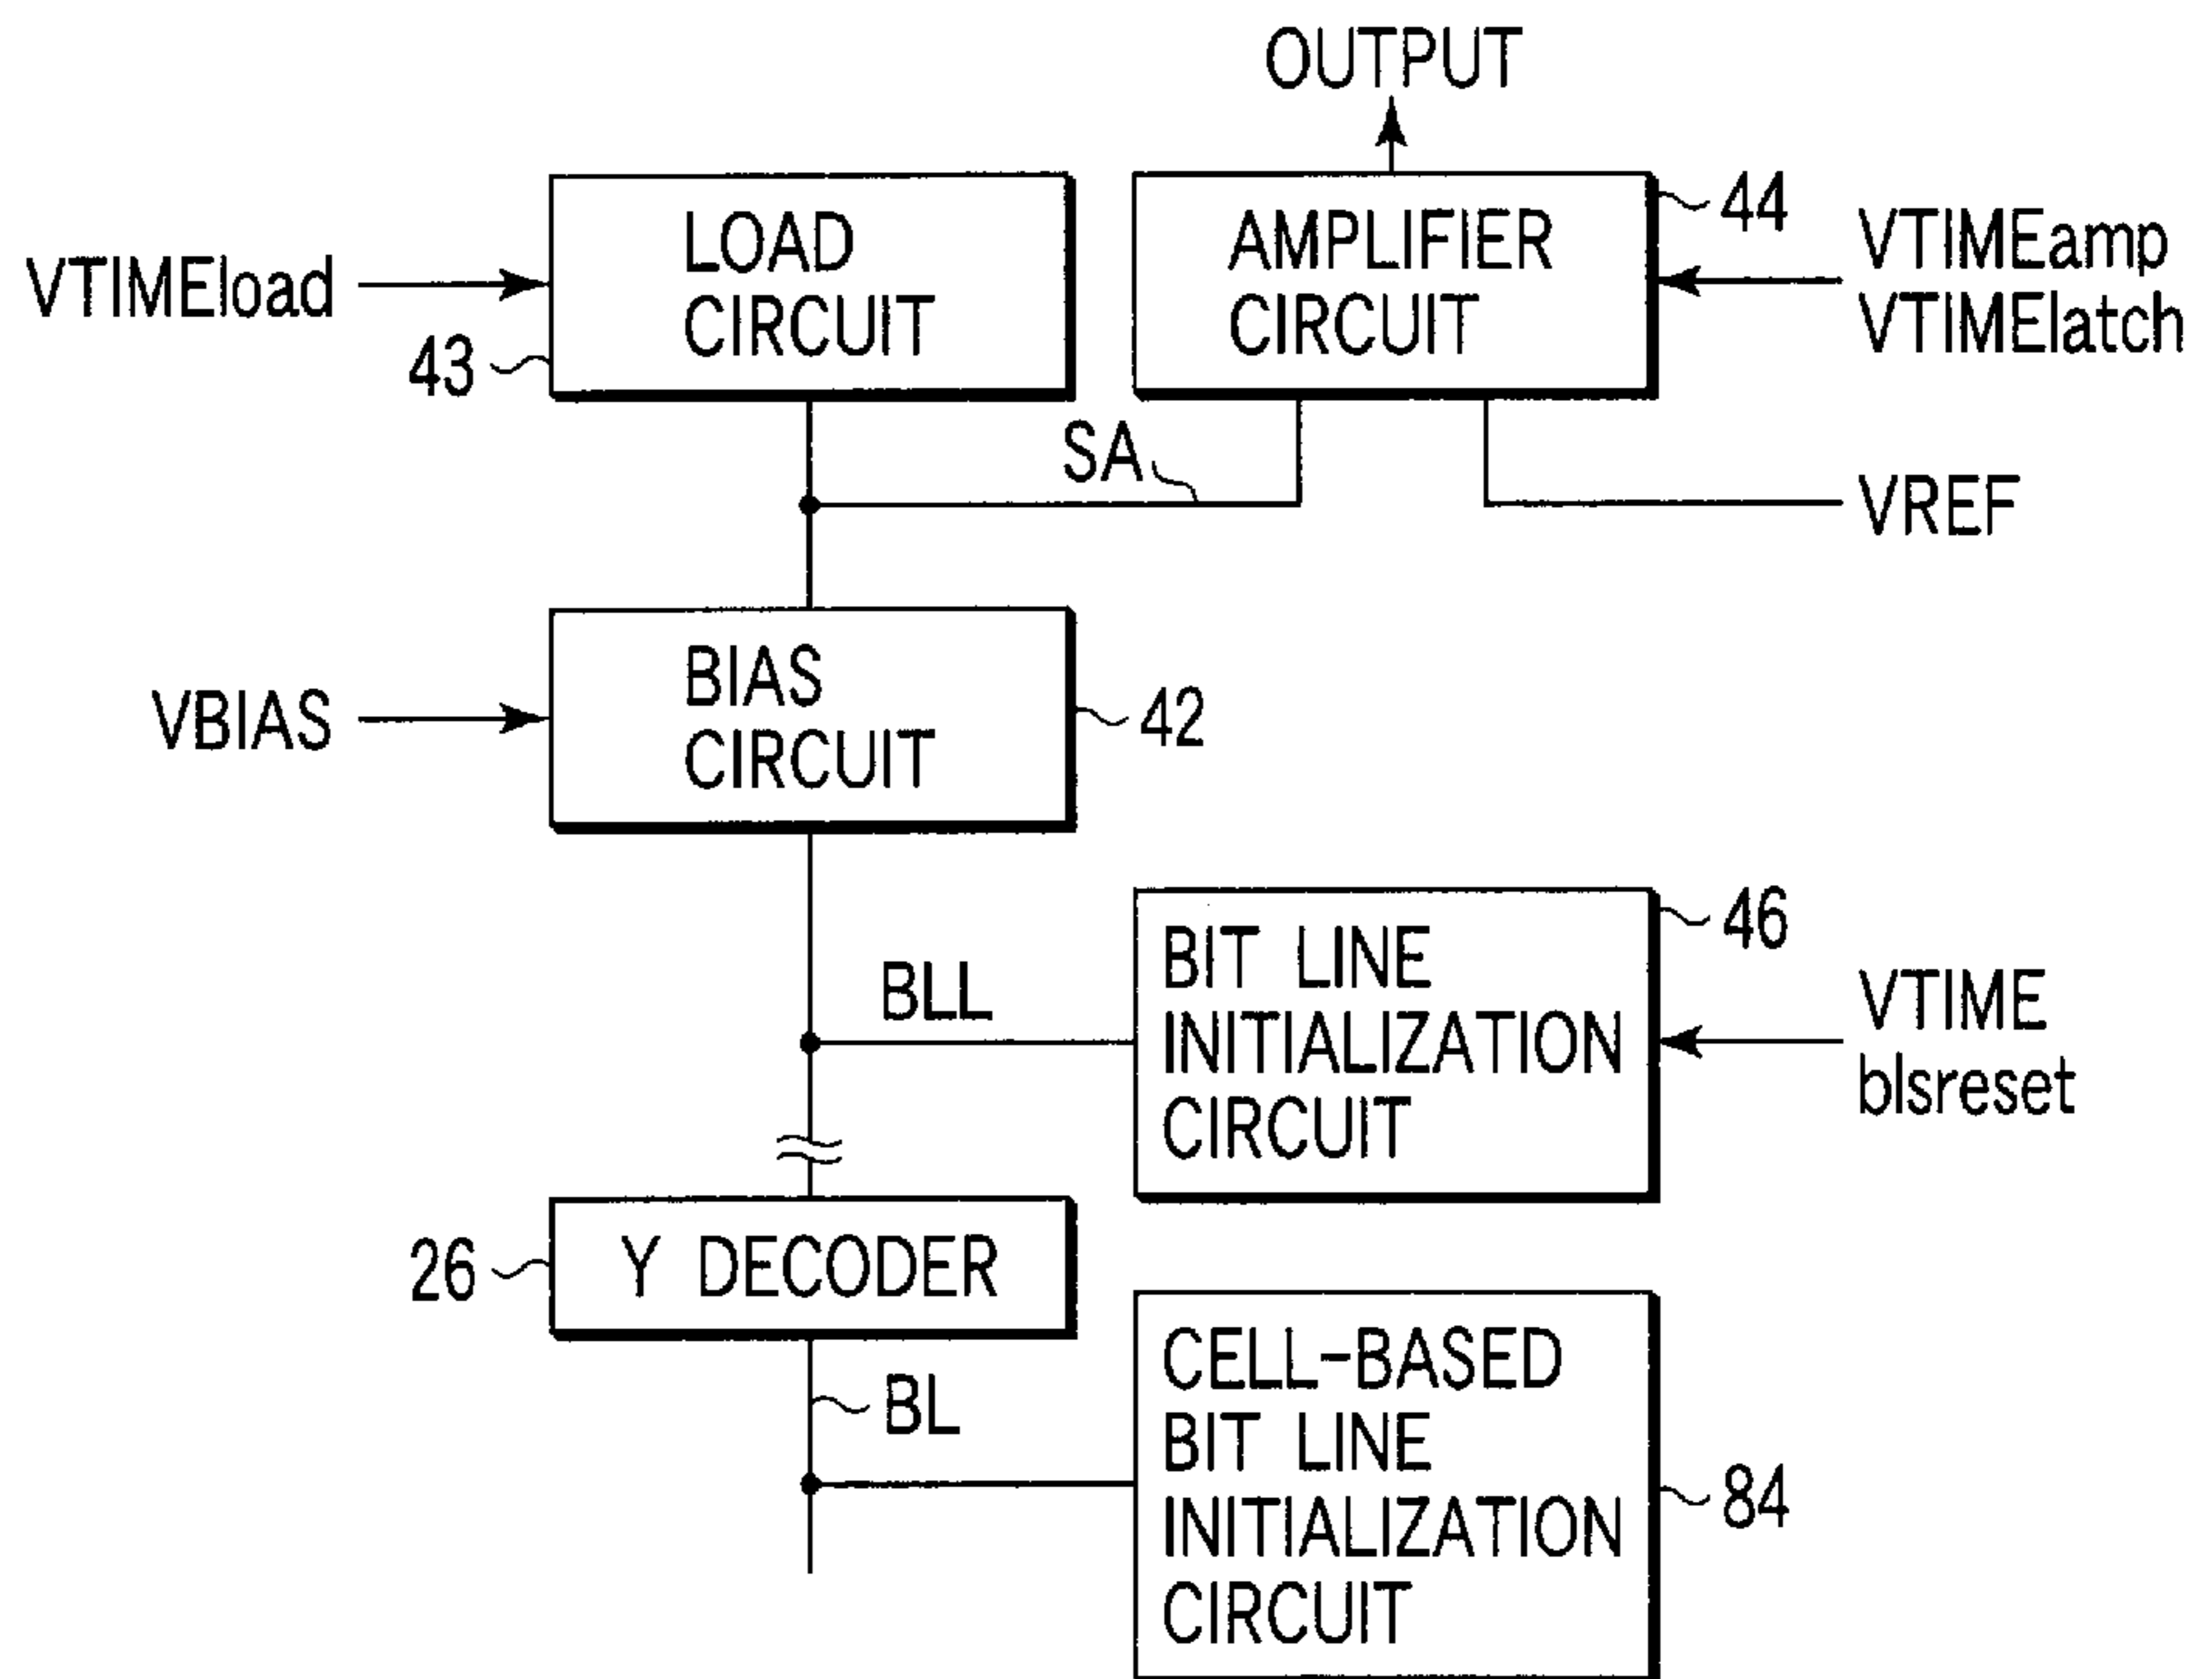 OUTPUT
LOAD
CIRCUIT
AMPLIFIER
CIRCUIT
44
VTIMEload
43
VTIMEamp
VTIMElatch
SA
VREF
BIAS
CIRCUIT
VBIAS
42
BLL
BIT LINE
INITIALIZATION
CIRCUIT
46
VTIME
blsreset
26
Y DECODER
BL
CELL-BASED
BIT LINE
INITIALIZATION
CIRCUIT
84